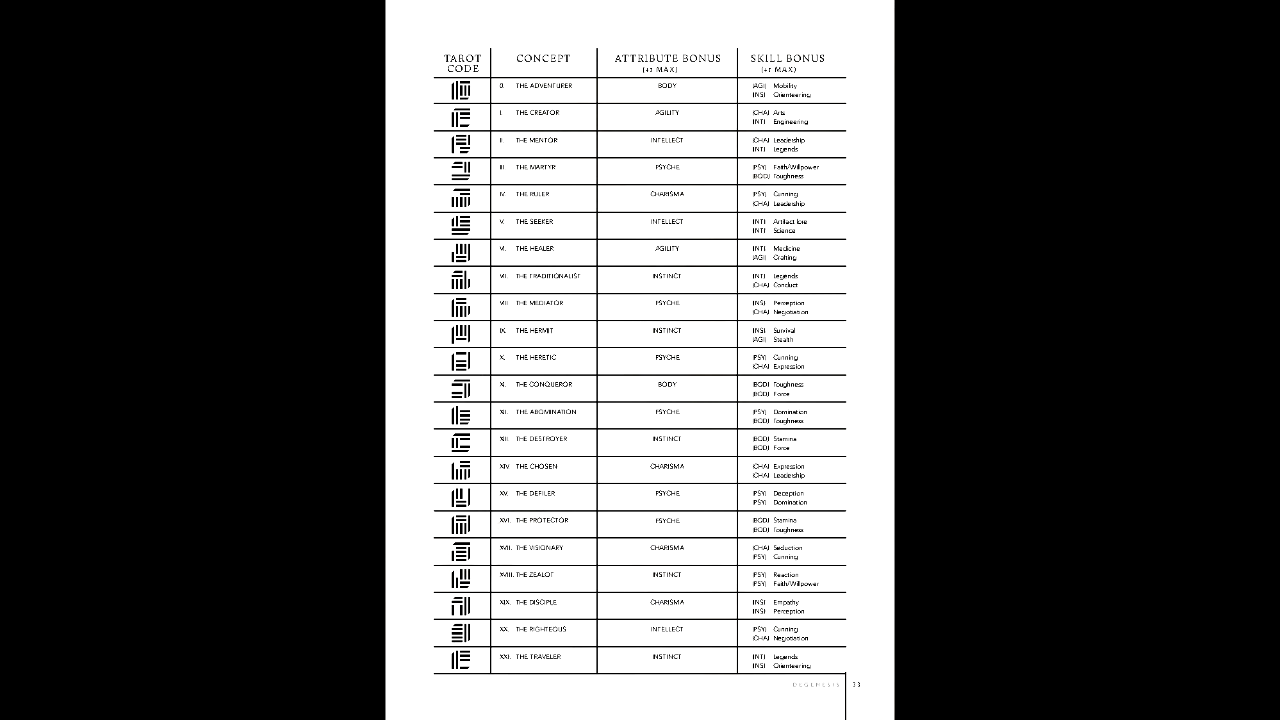 TAROT CODE CONCEPT ATTRIBUTE BONUS (+2 MAX) SKILL BONUS (+1 MAX)
0. THE ADVENTURER BODY (AGI) Mobility
(INS) Orienteering
I. THE CREATOR AGILITY (CHA) Arts
(INT) Engineering
II. THE MENTOR INTELLECT (CHA) Leadership
(INT) Legends
III. THE MARTYR PSYCHE (PSY) Faith/Willpower
(BOD) Toughness
IV. THE RULER CHARISMA (PSY) Cunning
(CHA) Leadership
V. THE SEEKER INTELLECT (INT) Artifact lore
(INT) Science
VI. THE HEALER AGILITY (INT) Medicine
(AGI) Crafting
VII. THE TRADITIONALIST INSTINCT (INT) Legends
(CHA) Conduct
VIII. THE MEDIATOR PSYCHE (INS) Perception
(CHA) Negotiation
IX. THE HERMIT INSTINCT (INS) Survival
(AGI) Stealth
X. THE HERETIC PSYCHE (PSY) Cunning
(CHA) Expression
XI. THE CONQUEROR BODY (BOD) Toughness
(BOD) Force
XII. THE ABOMINATION PSYCHE (PSY) Domination
(BOD) Toughness
XIII. THE DESTROYER INSTINCT (BOD) Stamina
(BOD) Force
XIV. THE CHOSEN CHARISMA (CHA) Expression
(CHA) Leadership
XV. THE DEFILER PSYCHE (PSY) Deception
(PSY) Domination
XVI. THE PROTECTOR PSYCHE (BOD) Stamina
(BOD) Toughness
XVII. THE VISIONARY CHARISMA (CHA) Seduction
(PSY) Cunning
XVIII. THE ZEALOT INSTINCT (PSY) Reaction
(PSY) Faith/Willpower
XIX. THE DISCIPLE CHARISMA (INS) Empathy
(INS) Perception
XX. THE RIGHTEOUS INTELLECT (PSY) Cunning
(CHA) Negotiation
XXI. THE TRAVELER INSTINCT (INT) Legends
(INS) Orienteering
DEGENESIS 33